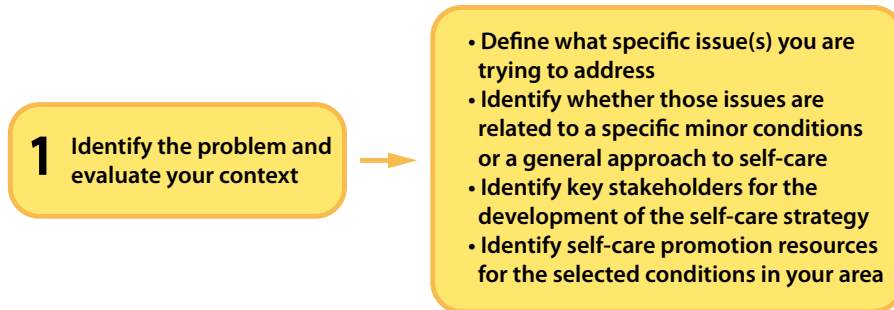 1 Identify the problem and
evaluate your context
• Define what specific issue(s) you are
trying to address
• Identify whether those issues are
related to a specific minor conditions
or a general approach to self-care
• Identify key stakeholders for the
development of the self-care strategy
• Identify self-care promotion resources
for the selected conditions in your area